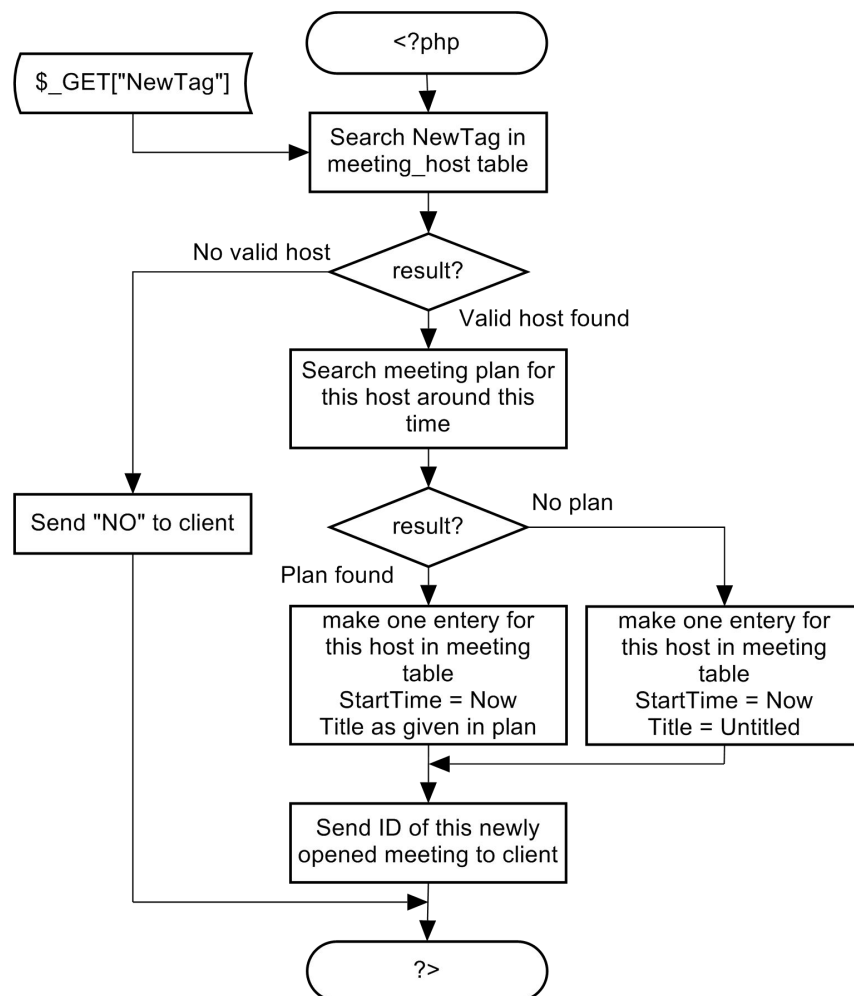 <?php
$_GET["NewTag"]
Search NewTag in
meeting_host table
No valid host
result?
Valid host found
Search meeting plan for
this host around this
time
Send "NO" to client
result?
No plan
Plan found
make one entery for
this host in meeting
table
StartTime = Now
Title as given in plan
make one entery for
this host in meeting
table
StartTime = Now
Title = Untitled
Send ID of this newly
opened meeting to client
?>